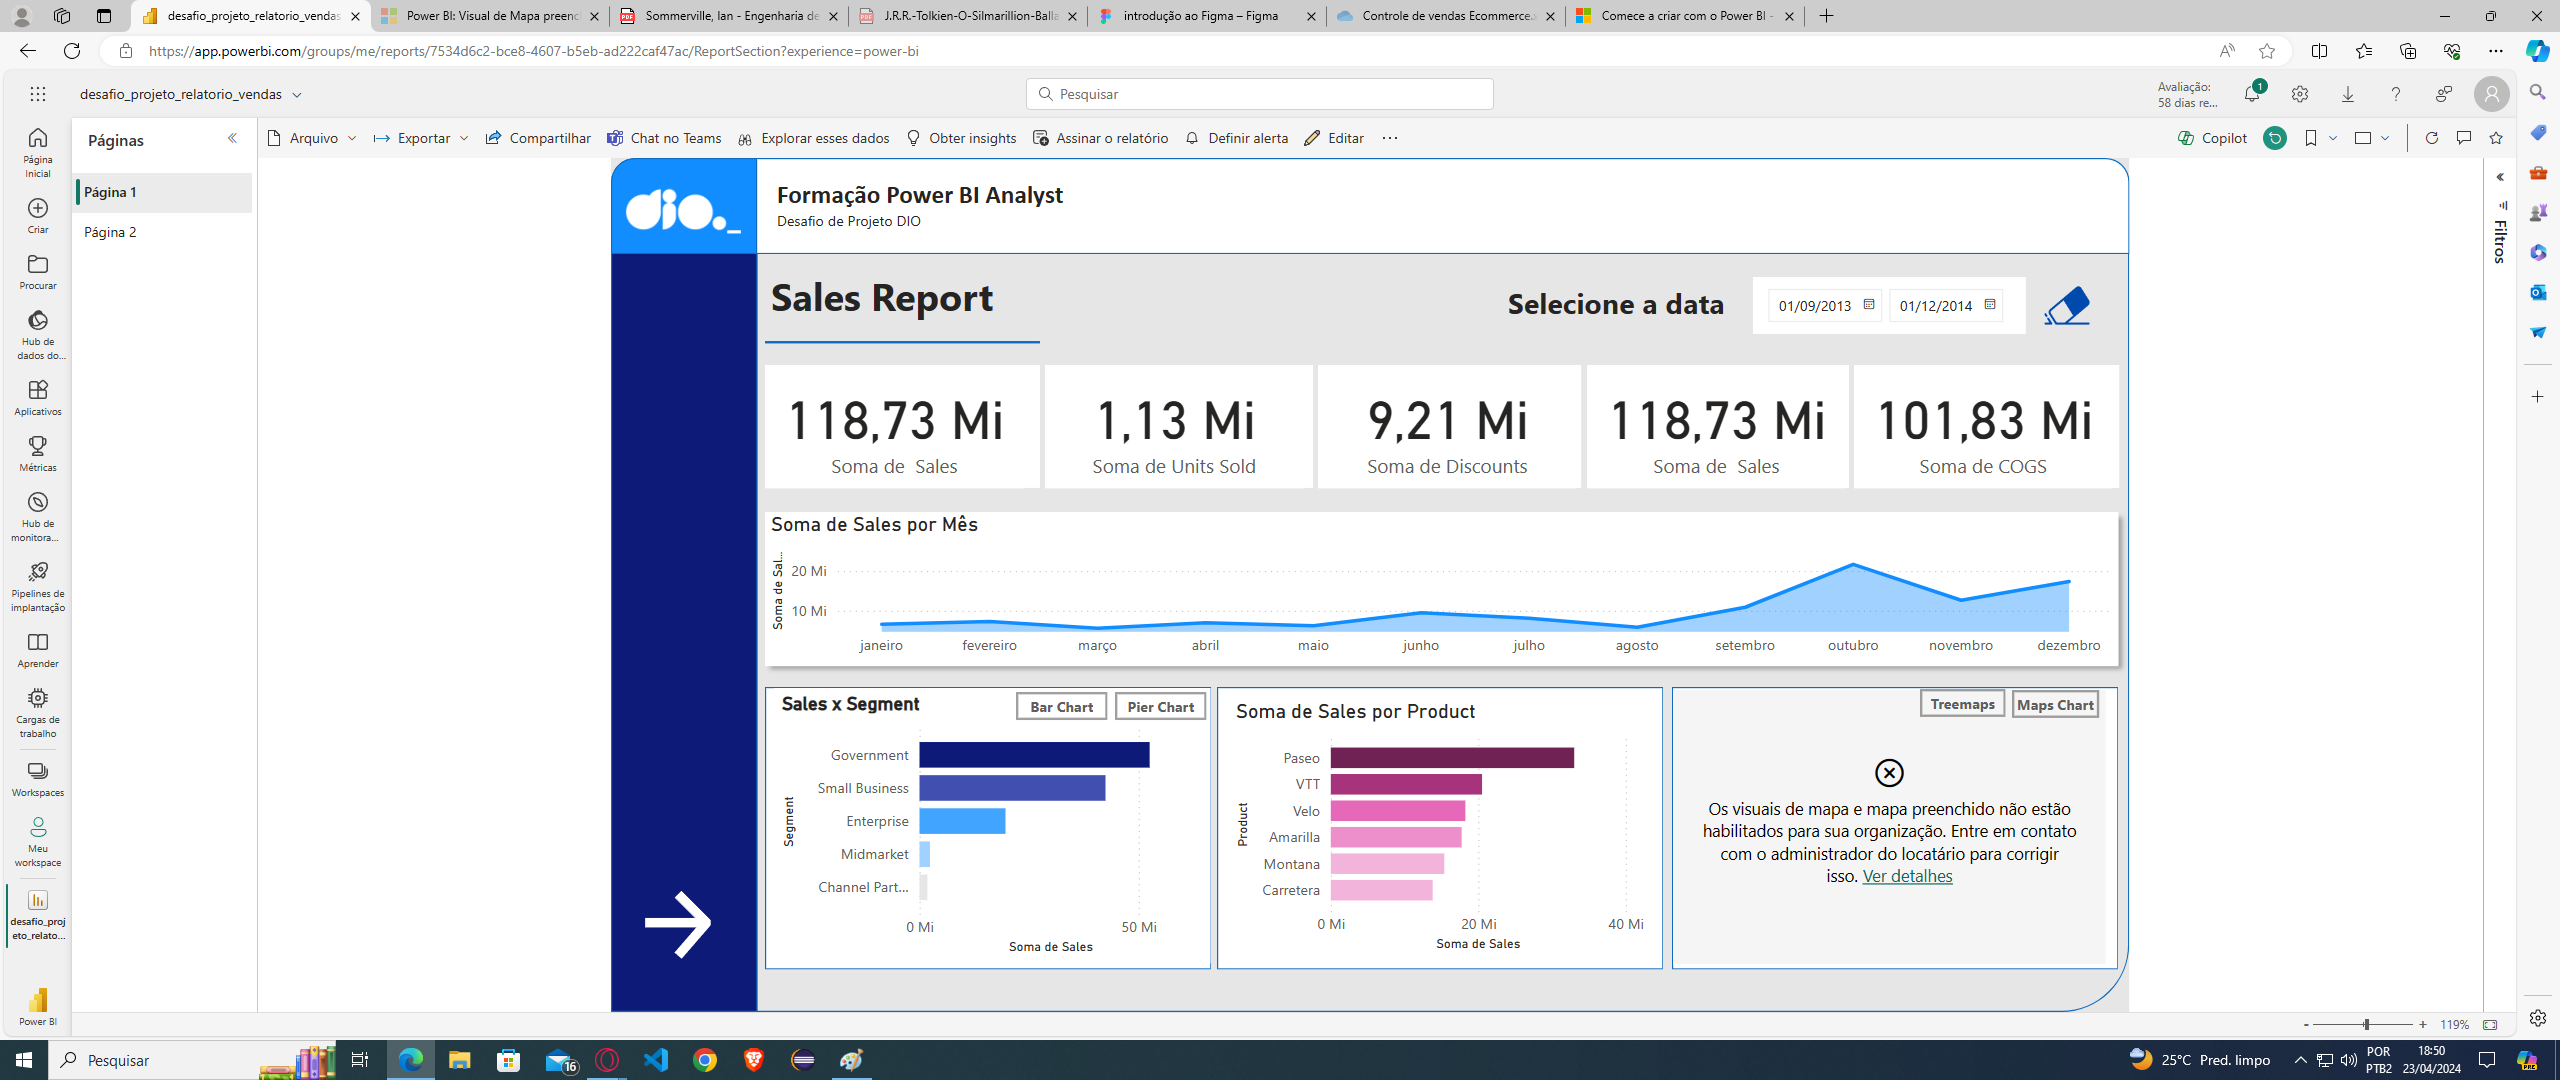 desafio_projeto_relatorio_vendas
Power BI: Visual de Mapa preenc
Sommerville, Ian - Engenharia de
J.R.R.-Tolkien-O-Silmarillion-Balla
introdução ao Figma – Figma
Controle de vendas Ecommerce.
Comece a criar com o Power BI -
https://app.powerbi.com/groups/me/reports/7534d6c2-bce8-4607-b5eb-ad222caf47ac/ReportSection?experience=power-bi
desafio_projeto_relatorio_vendas
Pesquisar
Avaliação:
58 dias re...
1
Página
Inicial
Criar
Procurar
Hub de
dados do...
Aplicativos
Métricas
Hub de
monitora...
Pipelines de
implantação
Aprender
Cargas de
trabalho
Workspaces
Meu
workspace
desafio_proj
eto_relato...
Power BI
Páginas
Página 1
Página 2
Arquivo
Exportar
Compartilhar
Chat no Teams
Explorar esses dados
Obter insights
Assinar o relatório
Definir alerta
Editar
Copilot
Filtros
dio._
Formação Power BI Analyst
Desafio de Projeto DIO
Sales Report
Selecione a data
01/09/2013
01/12/2014
118,73 Mi
Soma de  Sales
1,13 Mi
Soma de Units Sold
9,21 Mi
Soma de Discounts
118,73 Mi
Soma de  Sales
101,83 Mi
Soma de COGS
Soma de Sales por Mês
Soma de Sal...
20 Mi
10 Mi
janeiro
fevereiro
março
abril
maio
junho
julho
agosto
setembro
outubro
novembro
dezembro
Sales x Segment
Bar Chart
Pier Chart
Segment
Government
Small Business
Enterprise
Midmarket
Channel Part...
0 Mi
50 Mi
Soma de Sales
Soma de Sales por Product
Product
Paseo
VTT
Velo
Amarilla
Montana
Carretera
0 Mi
20 Mi
40 Mi
Soma de Sales
Treemaps
Maps Chart
Os visuais de mapa e mapa preenchido não estão
habilitados para sua organização. Entre em contato
com o administrador do locatário para corrigir
isso. Ver detalhes
119%
Pesquisar
16
25°C Pred. limpo
POR
PTB2
18:50
23/04/2024